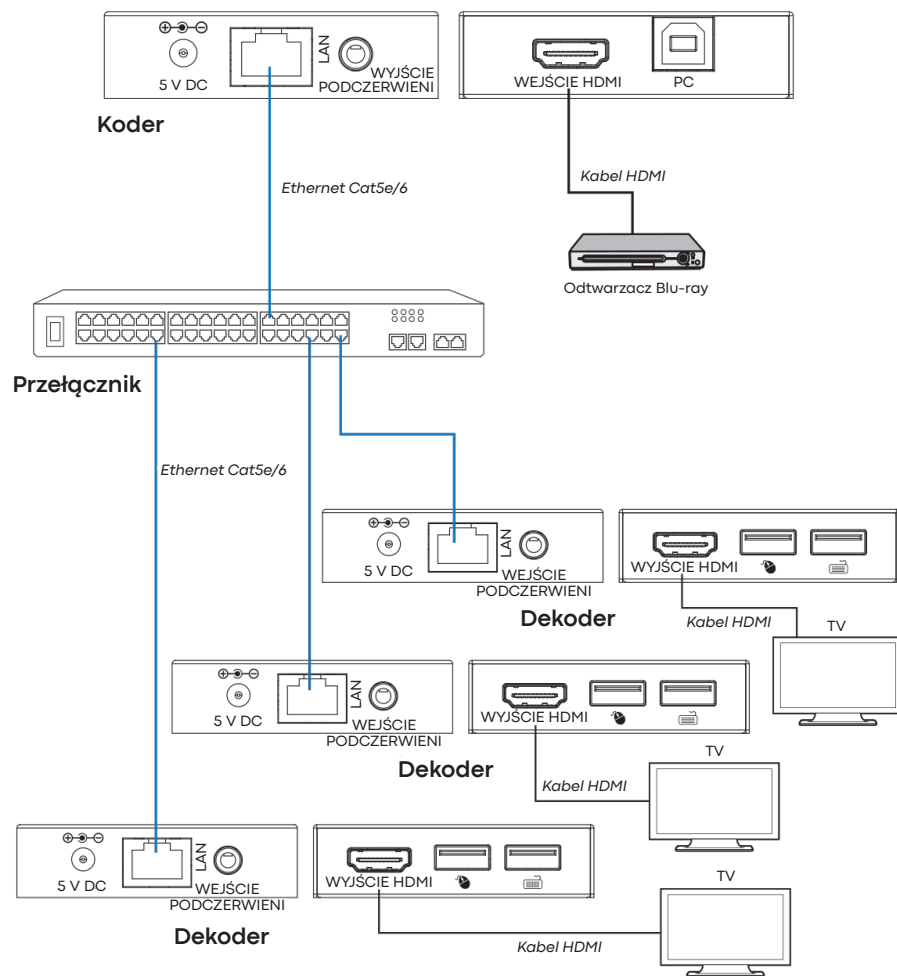 5 V DC
LAN
WYJŚCIE
PODCZERWIENI
WEJŚCIE HDMI
PC
Koder
Ethernet Cat5e/6
Kabel HDMI
Odtwarzacz Blu-ray
Przełącznik
Ethernet Cat5e/6
5 V DC
LAN
WEJŚCIE
PODCZERWIENI
WYJŚCIE HDMI
Dekoder
Kabel HDMI
TV
5 V DC
LAN
WEJŚCIE
PODCZERWIENI
WYJŚCIE HDMI
Dekoder
Kabel HDMI
TV
5 V DC
LAN
WEJŚCIE
PODCZERWIENI
WYJŚCIE HDMI
Dekoder
Kabel HDMI
TV